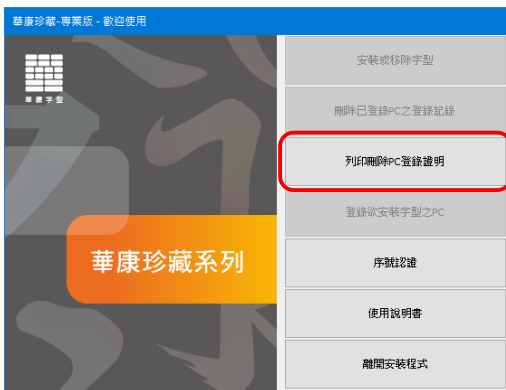 華康珍藏-專業版 - 歡迎使用
華康字型
華康珍藏系列
安裝或移除字型
刪除已登錄PC之登錄記錄
列印刪除PC登錄證明
登錄欲安裝字型之PC
序號認證
使用說明書
離開安裝程式